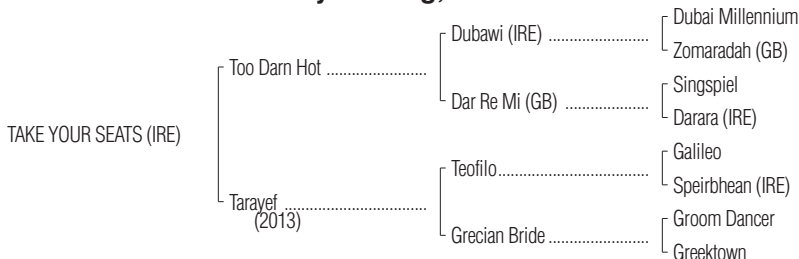 Dubai Millennium
Dubawi (IRE) ........................
Zomaradah (GB)
Too Darn Hot ........................
Singspiel
Dar Re Mi (GB) ....................
Darara (IRE)
TAKE YOUR SEATS (IRE)
Galileo
Teofilo....................................
Speirbhean (IRE)
Tarayef ..................................
(2013)
Groom Dancer
Grecian Bride ........................
Greektown